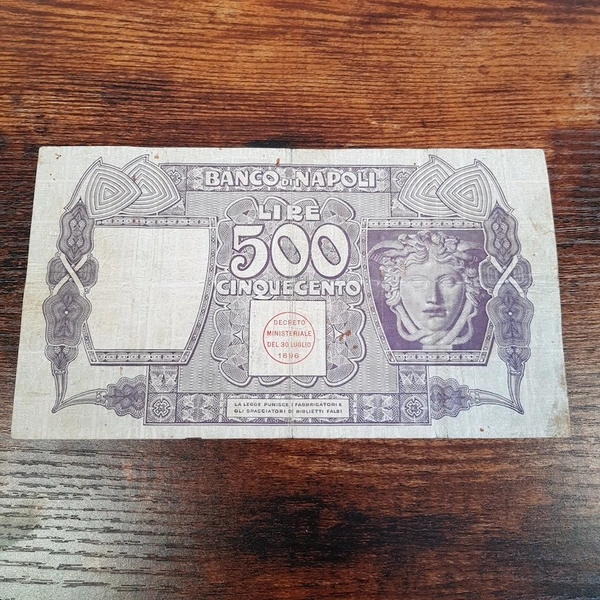 BANCO DI NAPOLI
LIRE
500
CINQUECENTO
DECRETO
MINISTERIALE
DEL 30 LUGLIO
1896
LA LEGGE PUNISCE I FABBRICATORI E
GLI SPACCIATORI DI BIGLIETTI FALSI